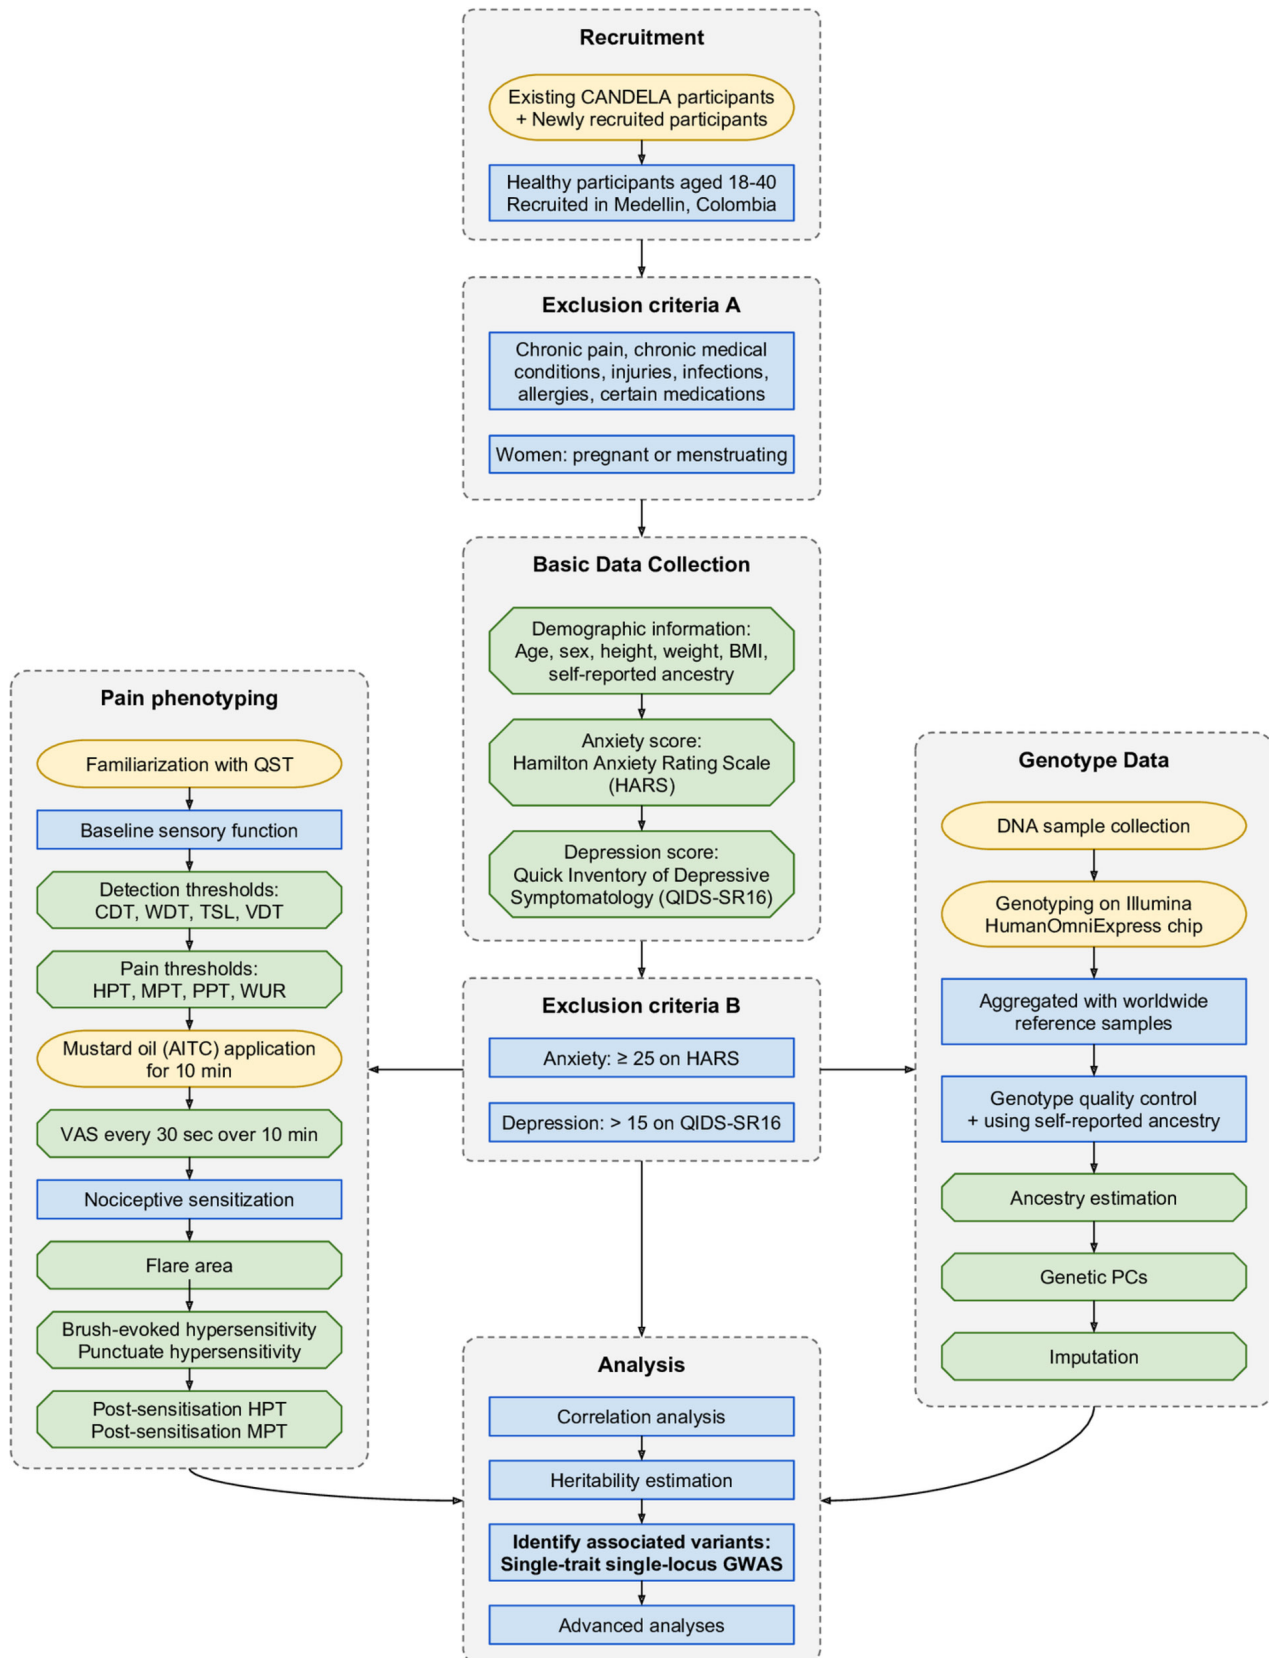 Recruitment
Existing CANDELA participants
+ Newly recruited participants
Healthy participants aged 18-40
Recruited in Medellin, Colombia
Exclusion criteria A
Chronic pain, chronic medical
conditions, injuries, infections,
allergies, certain medications
Women: pregnant or menstruating
Basic Data Collection
Demographic information:
Age, sex, height, weight, BMI,
self-reported ancestry
Anxiety score:
Hamilton Anxiety Rating Scale
(HARS)
Depression score:
Quick Inventory of Depressive
Symptomatology (QIDS-SR16)
Exclusion criteria B
Anxiety: ≥ 25 on HARS
Depression: > 15 on QIDS-SR16
Pain phenotyping
Familiarization with QST
Baseline sensory function
Detection thresholds:
CDT, WDT, TSL, VDT
Pain thresholds:
HPT, MPT, PPT, WUR
Mustard oil (AITC) application
for 10 min
VAS every 30 sec over 10 min
Nociceptive sensitization
Flare area
Brush-evoked hypersensitivity
Punctuate hypersensitivity
Post-sensitisation HPT
Post-sensitisation MPT
Genotype Data
DNA sample collection
Genotyping on Illumina
HumanOmniExpress chip
Aggregated with worldwide
reference samples
Genotype quality control
+ using self-reported ancestry
Ancestry estimation
Genetic PCs
Imputation
Analysis
Correlation analysis
Heritability estimation
Identify associated variants:
Single-trait single-locus GWAS
Advanced analyses